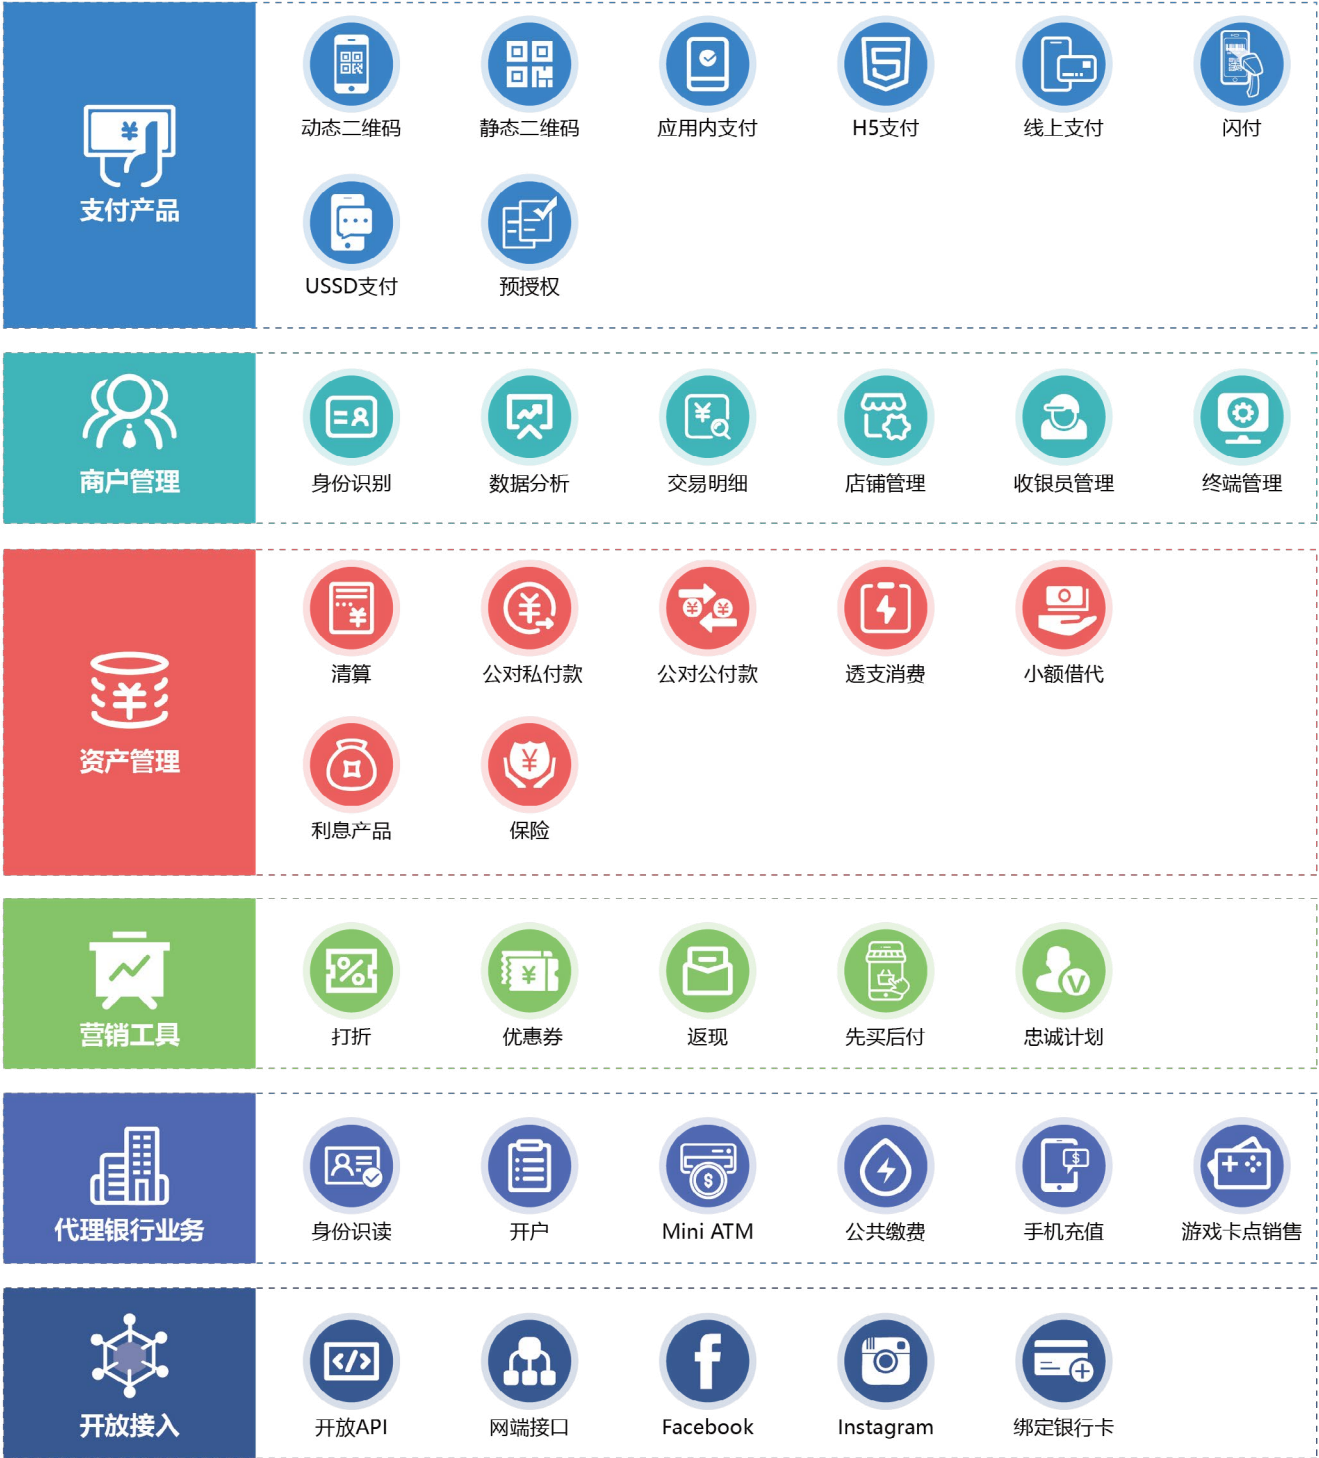 动态二维码
静态二维码
应用内支付
H5支付
线上支付
闪付
支付产品
USSD支付
预授权
商户管理
身份识别
数据分析
交易明细
店铺管理
收银员管理
终端管理
清算
公对私付款
公对公付款
透支消费
小额借代
资产管理
利息产品
保险
营销工具
打折
优惠券
返现
先买后付
忠诚计划
代理银行业务
身份识读
开户
Mini ATM
公共缴费
手机充值
游戏卡点销售
开放接入
开放API
网端接口
Facebook
Instagram
绑定银行卡